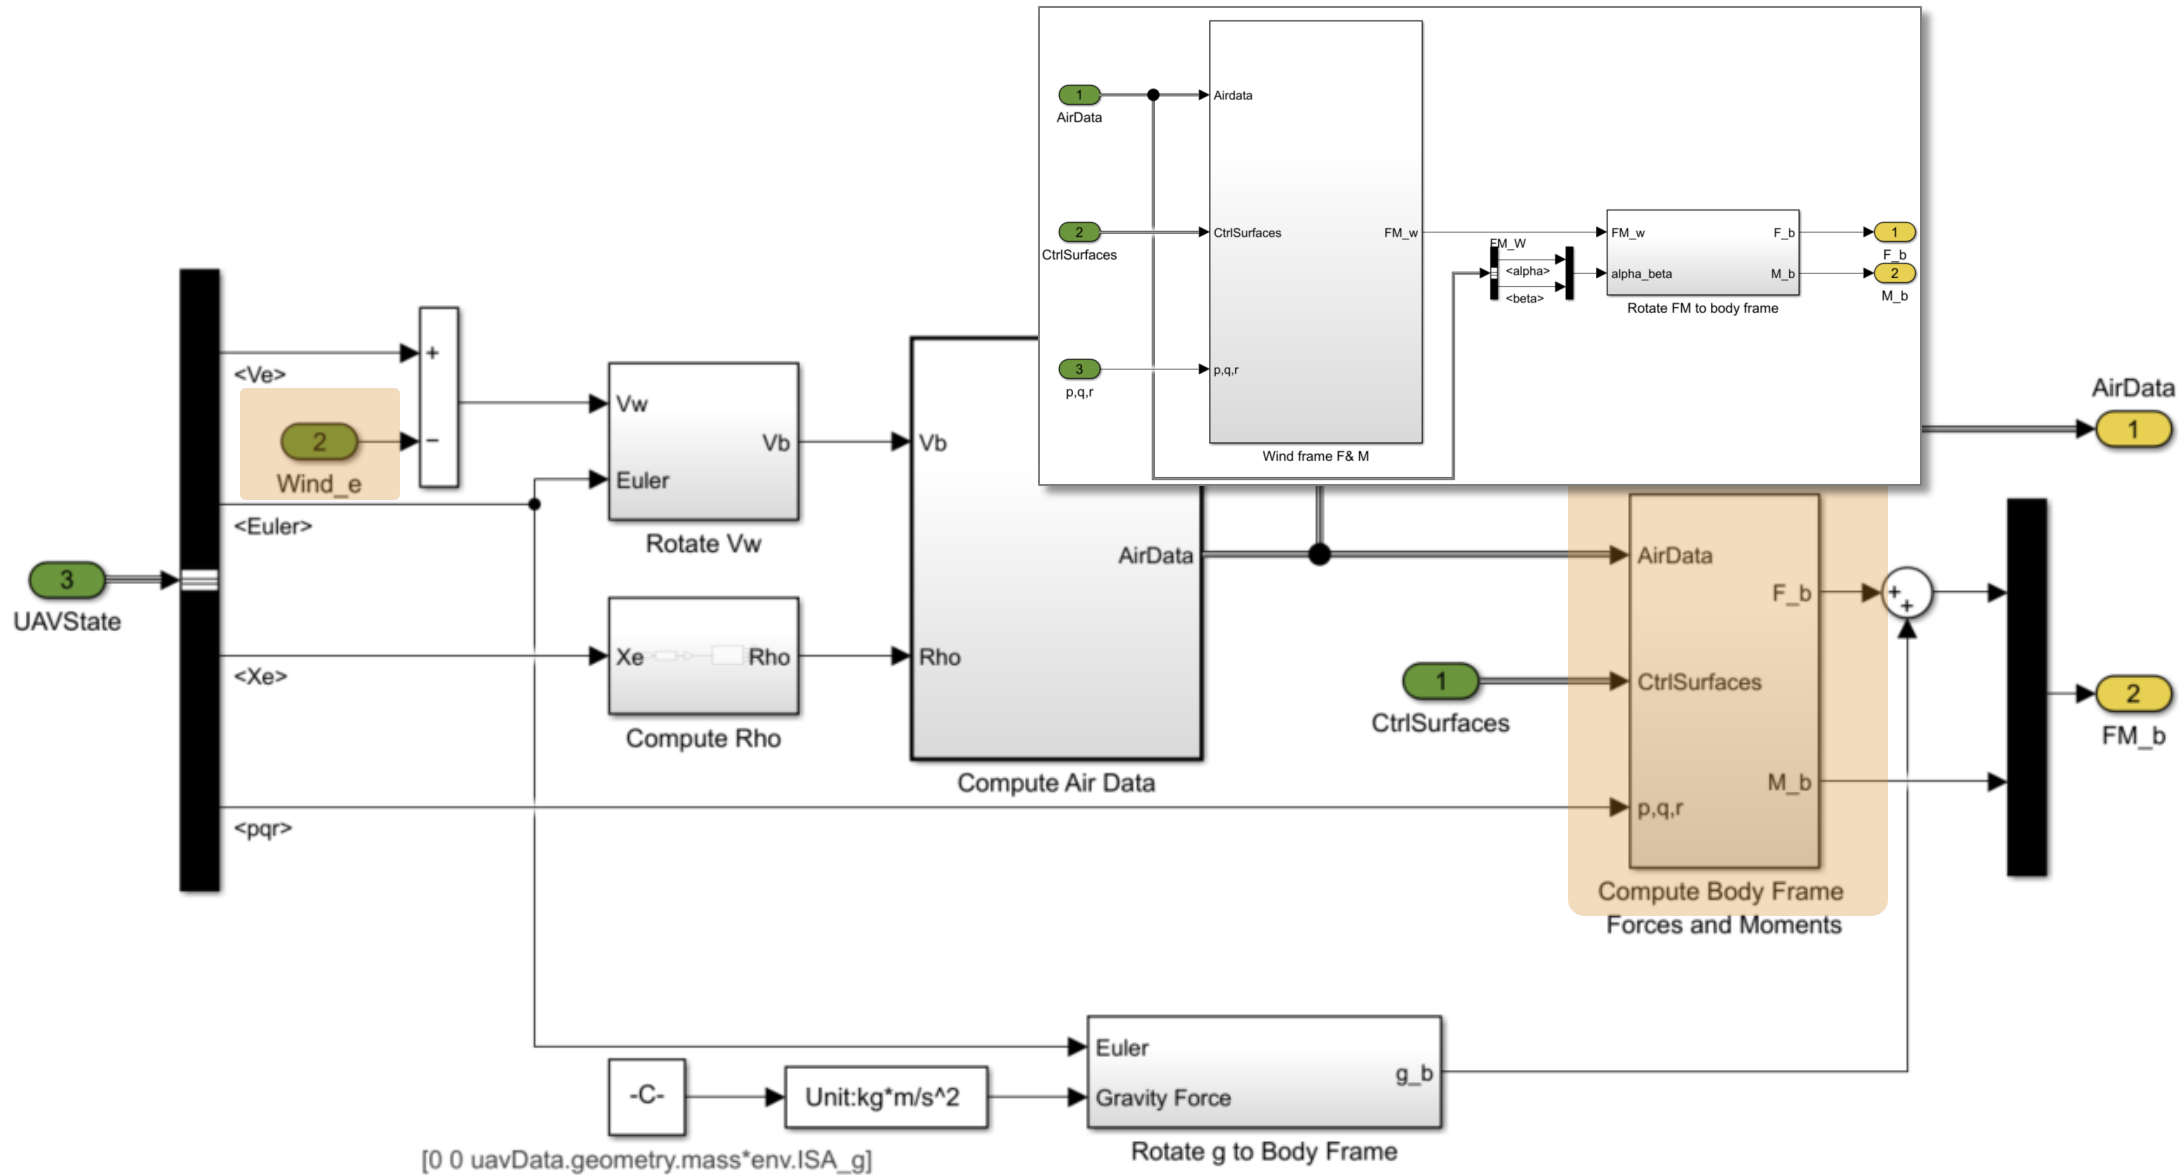 1
AirData
Airdata
2
CtrlSurfaces
CtrlSurfaces
FM_w
3
p,q,r
p,q,r
Wind frame F& M
FM_W
<alpha>
<beta>
FM_w
alpha_beta
F_b
M_b
Rotate FM to body frame
1
F_b
2
M_b
3
UAVState
<Ve>
2
Wind_e
<Euler>
<Xe>
<pqr>
+
−
Vw
Euler
Vb
Rotate Vw
Xe
Rho
Compute Rho
Vb
Rho
AirData
Compute Air Data
1
CtrlSurfaces
AirData
CtrlSurfaces
p,q,r
F_b
M_b
Compute Body Frame
Forces and Moments
+
+
AirData
1
2
FM_b
-C-
[0 0 uavData.geometry.mass*env.ISA_g]
Unit:kg*m/s^2
Euler
Gravity Force
g_b
Rotate g to Body Frame